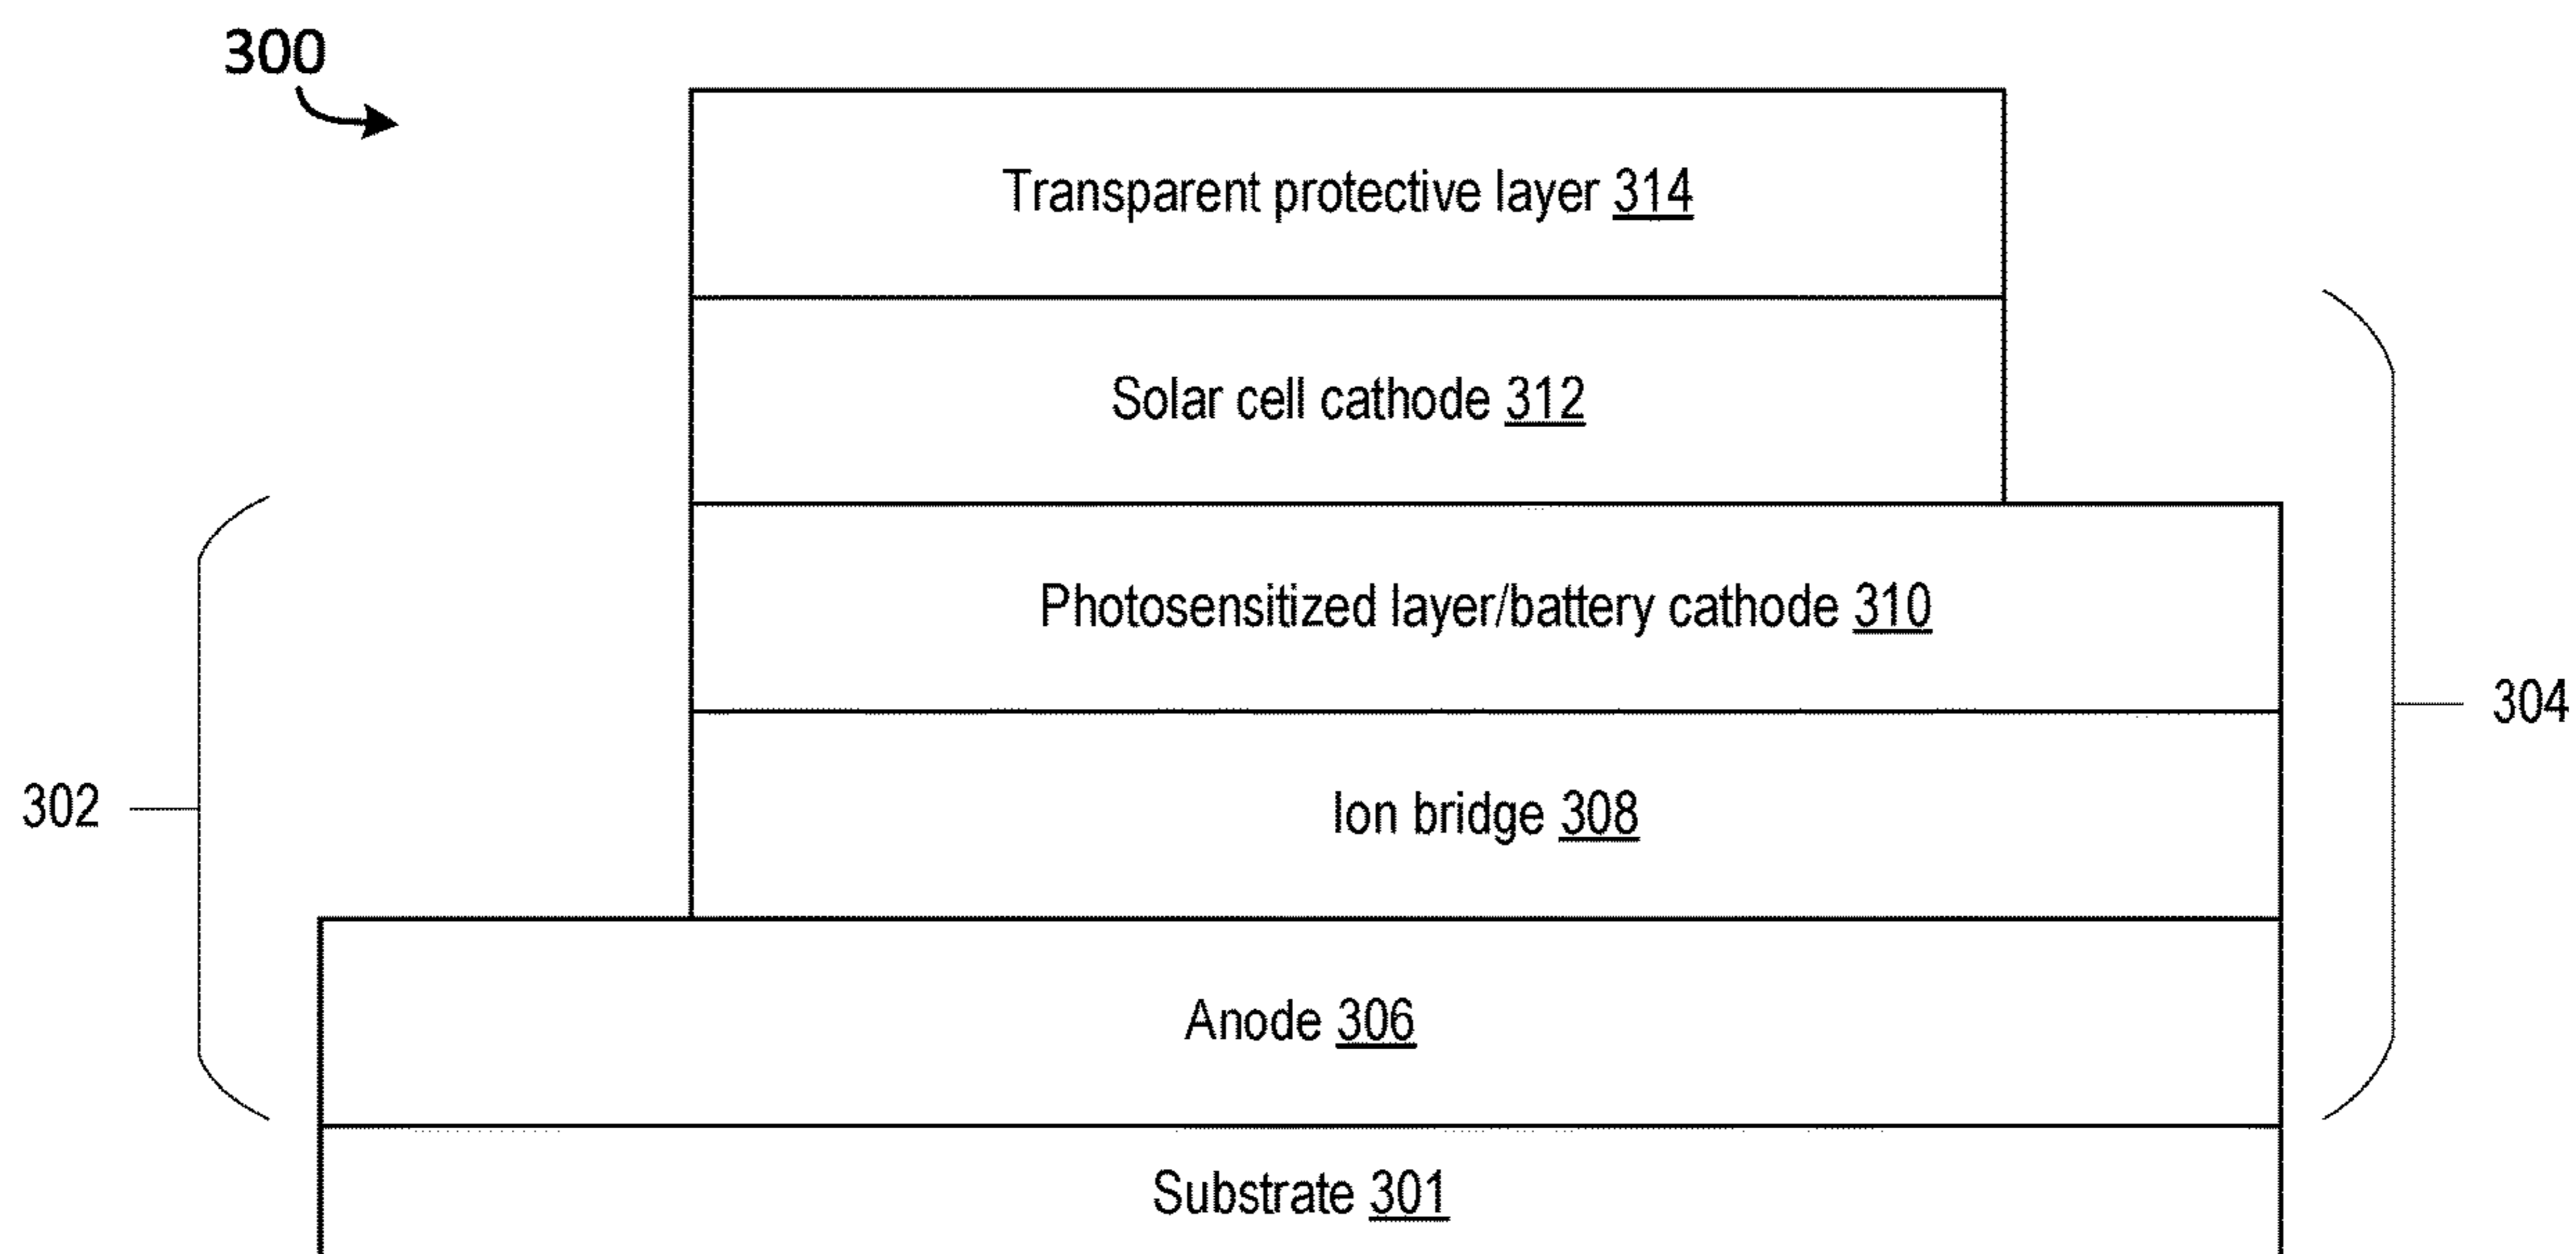 300
Transparent protective layer 314
Solar cell cathode 312
Photosensitized layer/battery cathode 310
304
302
Ion bridge 308
Anode 306
Substrate 301